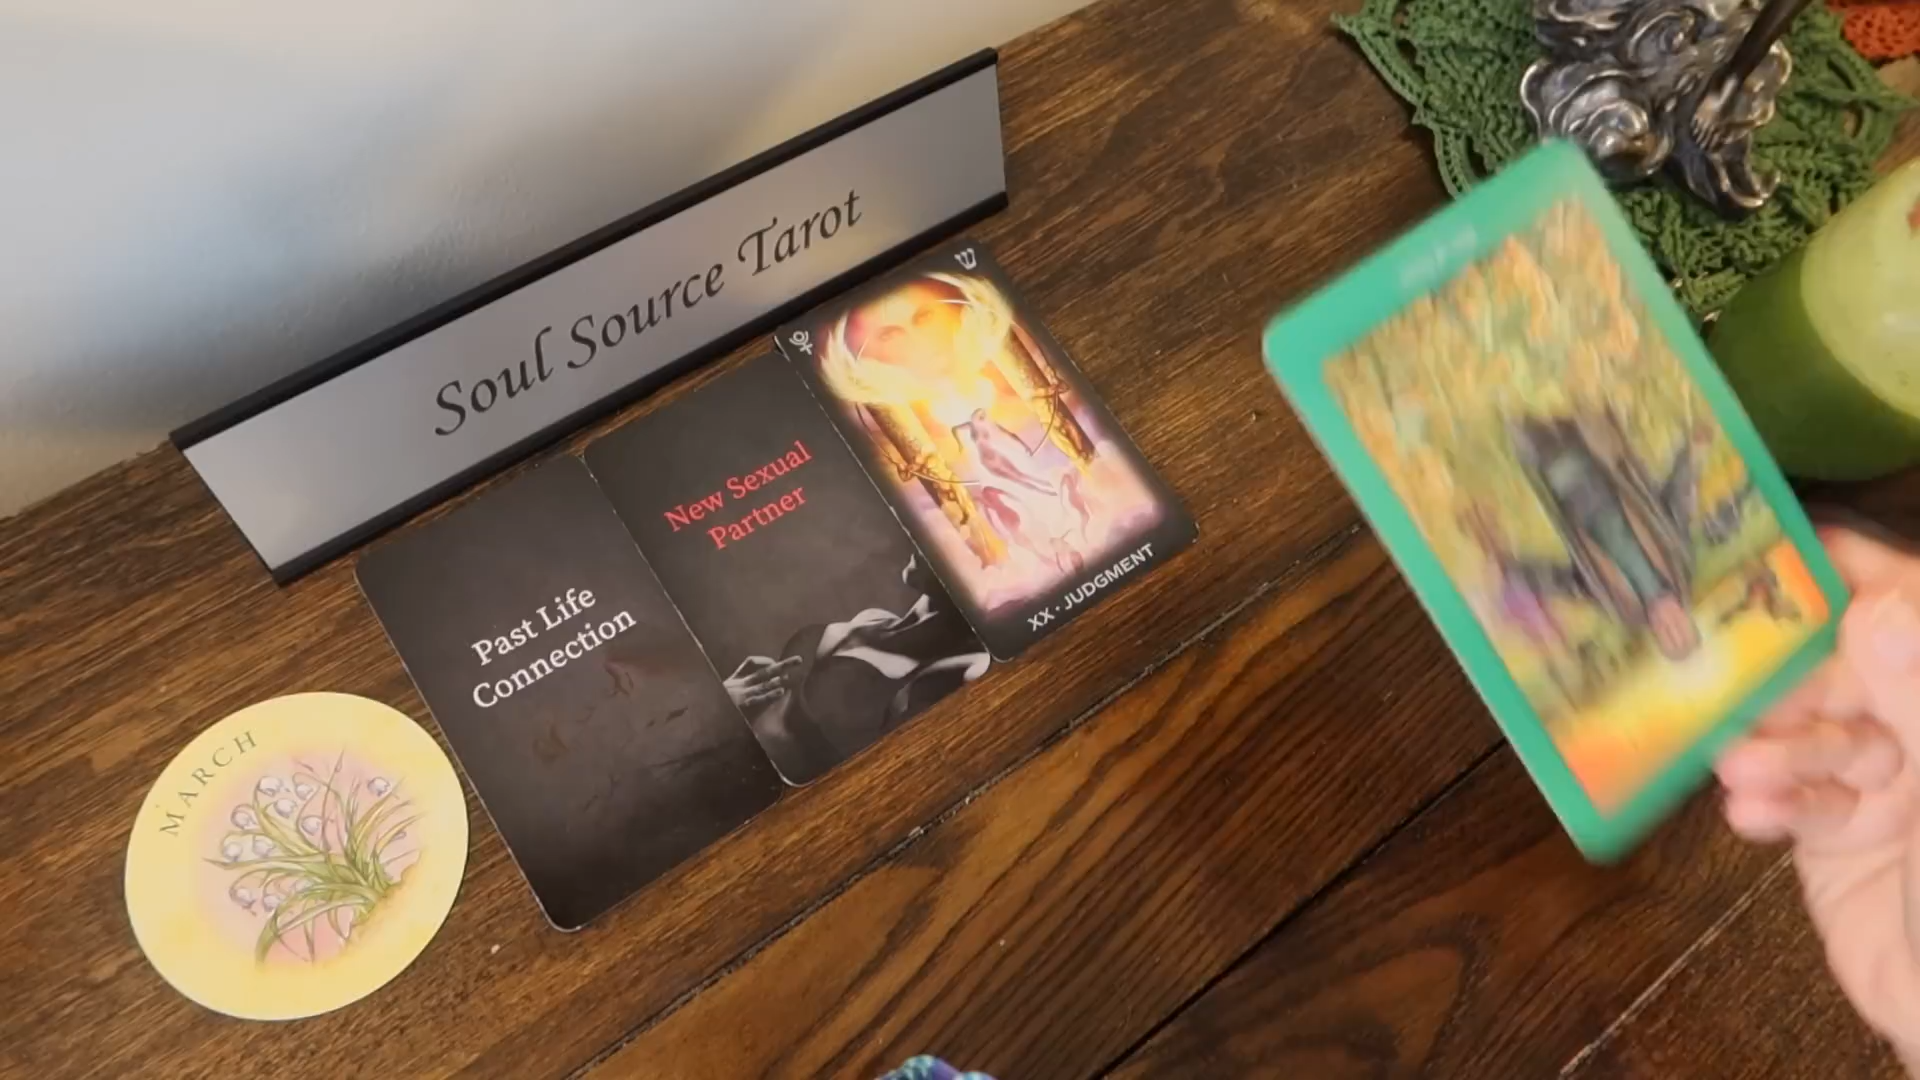 Soul Source Tarot
MARCH
Past Life
Connection
New Sexual
Partner
XX • JUDGMENT